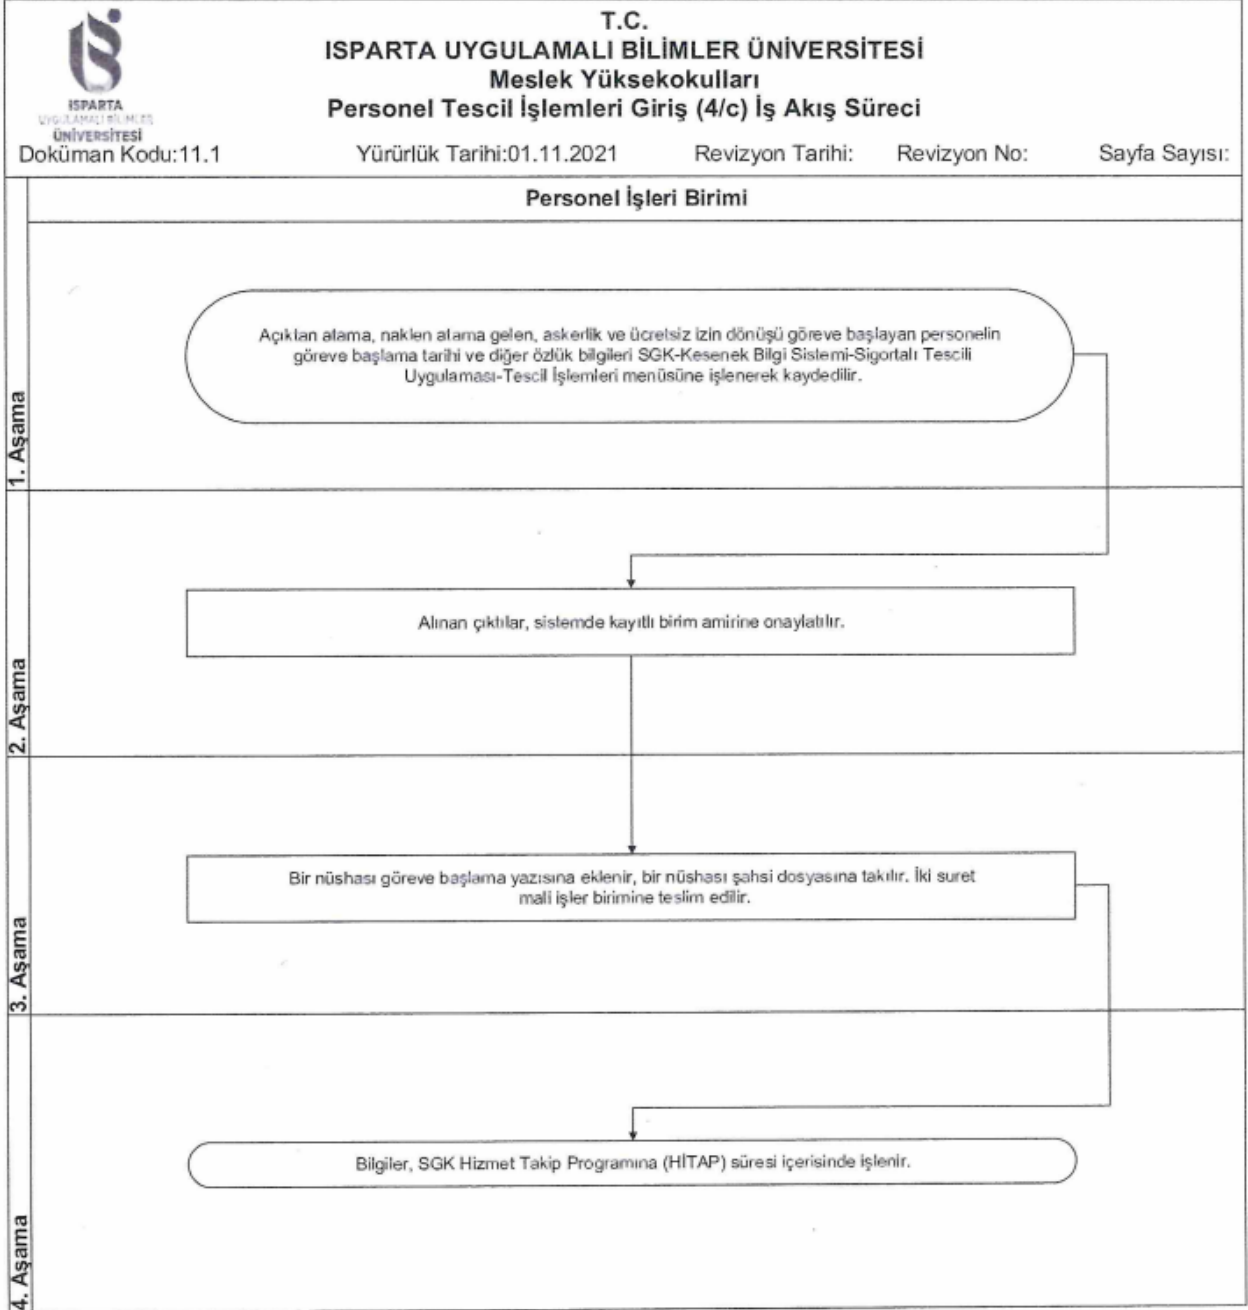 T.C.
ISPARTA UYGULAMALI BİLİMLER ÜNİVERSİTESİ
Meslek Yüksekokulları
Personel Tescil İşlemleri Giriş (4/c) İş Akış Süreci
ISPARTA
UYGULAMALI BİLİMLER
ÜNİVERSİTESİ
Doküman Kodu:11.1 Yürürlük Tarihi:01.11.2021 Revizyon Tarihi: Revizyon No: Sayfa Sayısı:
Personel İşleri Birimi
1. Aşama
Açıktan atama, naklen atama gelen, askerlik ve ücretsiz izin dönüşü göreve başlayan personelin
göreve başlama tarihi ve diğer özlük bilgileri SGK-Kesenek Bilgi Sistemi-Sigortalı Tescili
Uygulaması-Tescil İşlemleri menüsüne işlenerek kaydedilir.
2. Aşama
Alınan çıktılar, sistemde kayıtlı birim amirine onaylatılır.
3. Aşama
Bir nüshası göreve başlama yazısına eklenir, bir nüshası şahsi dosyasına takılır. İki suret
mali işler birimine teslim edilir.
4. Aşama
Bilgiler, SGK Hizmet Takip Programına (HİTAP) süresi içerisinde işlenir.